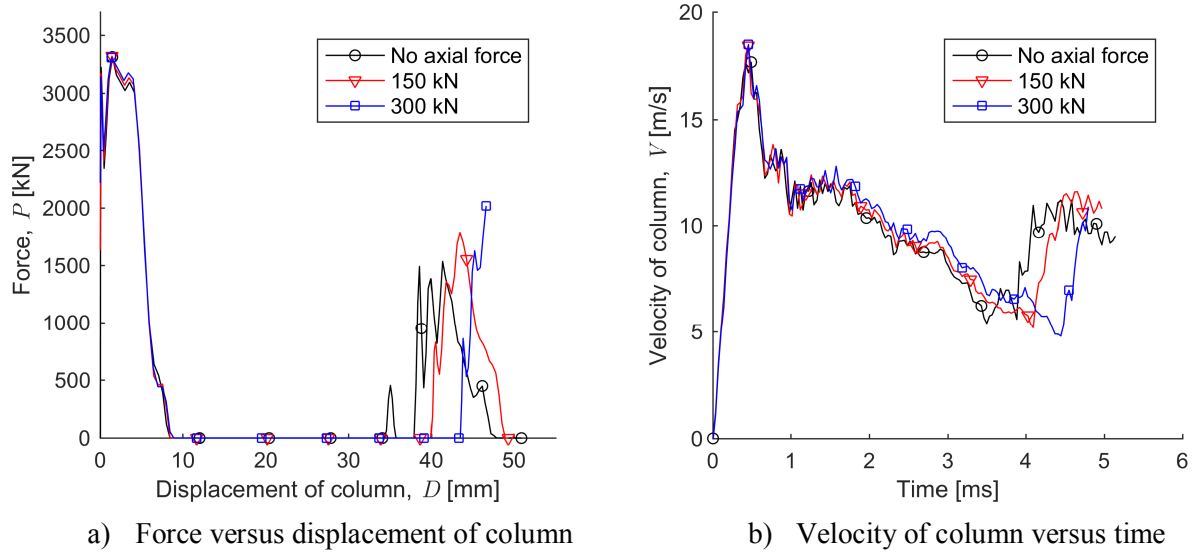 3500
3000
2500
2000
1500
1000
500
0
Force, P [kN]
No axial force
150 kN
300 kN
0 10 20 30 40 50
Displacement of column, D [mm]
a) Force versus displacement of column
20
15
10
5
0
Velocity of column, V [m/s]
No axial force
150 kN
300 kN
0 1 2 3 4 5 6
Time [ms]
b) Velocity of column versus time